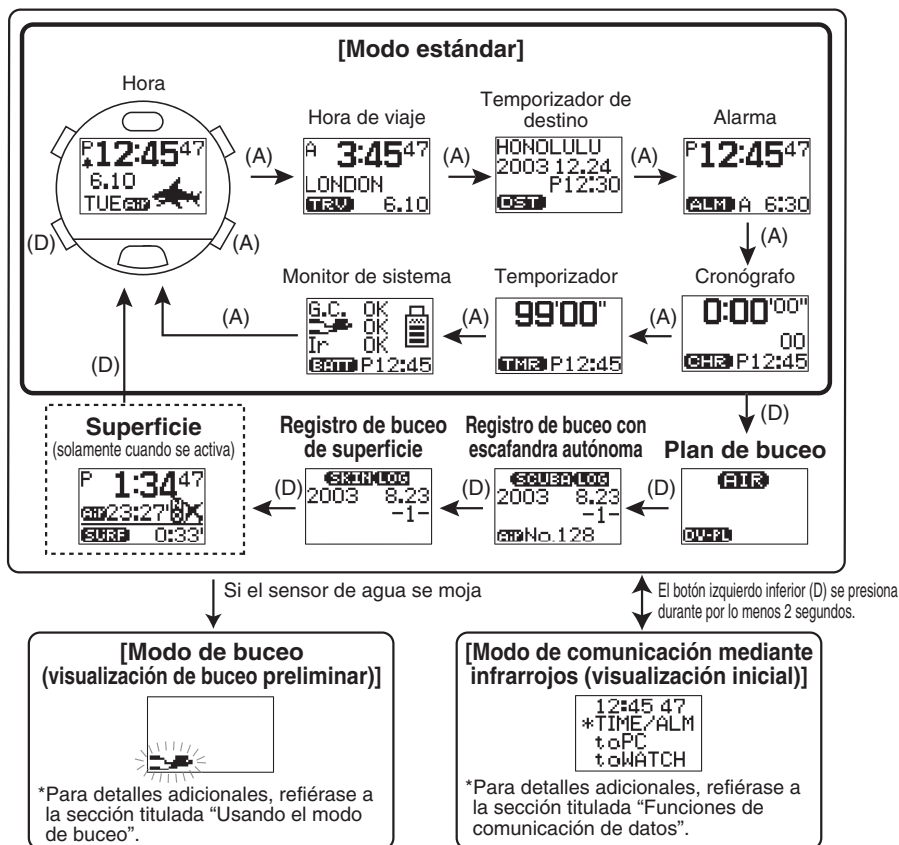 [Modo estándar]
Hora
Hora de viaje
Temporizador de
destino
Alarma
P 12:45 47
6.10
TUE
(A)
A 3:45 47
LONDON
TRV 6.10
(A)
HONOLULU
2003 12.24
P12:30
DST
(A)
P 12:45 47
ALM A 6:30
(D)
(A)
(A)
Monitor de sistema
Temporizador
Cronógrafo
G.C. OK
OK
Ir OK
BATT P12:45
(A)
99'00"
TMR P12:45
(A)
0:00'00"
00
CHR P12:45
(A)
(D)
(D)
Superficie
(solamente cuando se activa)
Registro de buceo
de superficie
Registro de buceo con
escafandra autónoma
Plan de buceo
P 1:34 47
23:27'
SURF 0:33'
(D)
SKIN LOG
2003 8.23
-1-
(D)
SCUBA LOG
2003 8.23
-1-
No.128
(D)
AIR
DV-PL
Si el sensor de agua se moja
El botón izquierdo inferior (D) se presiona
durante por lo menos 2 segundos.
[Modo de buceo
(visualización de buceo preliminar)]
*Para detalles adicionales, refiérase a
la sección titulada “Usando el modo
de buceo”.
[Modo de comunicación mediante
infrarrojos (visualización inicial)]
12:45 47
*TIME/ALM
toPC
toWATCH
*Para detalles adicionales, refiérase a
la sección titulada “Funciones de
comunicación de datos”.